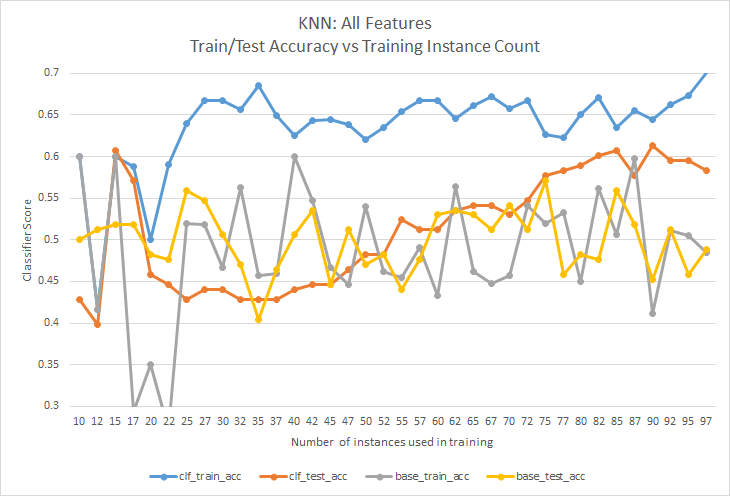 KNN: All Features
Train/Test Accuracy vs Training Instance Count
0.7
0.65
0.6
0.55
0.5
0.45
0.4
0.35
0.3
Classifier Score
10 12 15 17 20 22 25 27 30 32 35 37 40 42 45 47 50 52 55 57 60 62 65 67 70 72 75 77 80 82 85 87 90 92 95 97
Number of instances used in training
clf_train_acc clf_test_acc base_train_acc base_test_acc